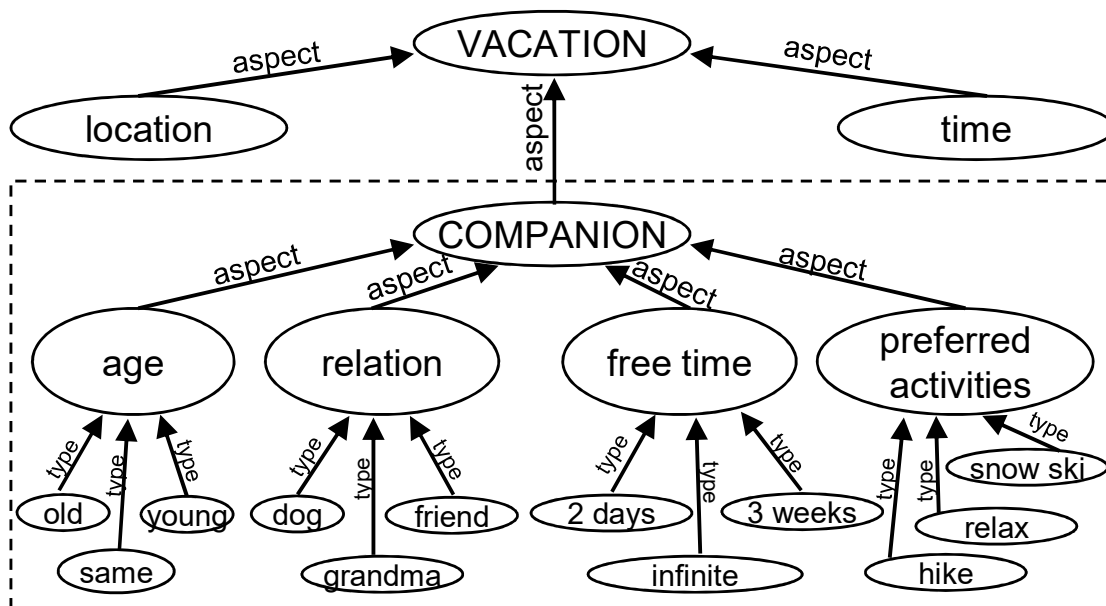 VACATION
aspect
aspect
location
time
aspect
COMPANION
aspect
aspect
aspect
aspect
age
relation
free time
preferred
activities
type
type
type
type
type
type
type
type
type
type
type
type
snow ski
old
young
dog
friend
2 days
3 weeks
relax
same
grandma
infinite
hike